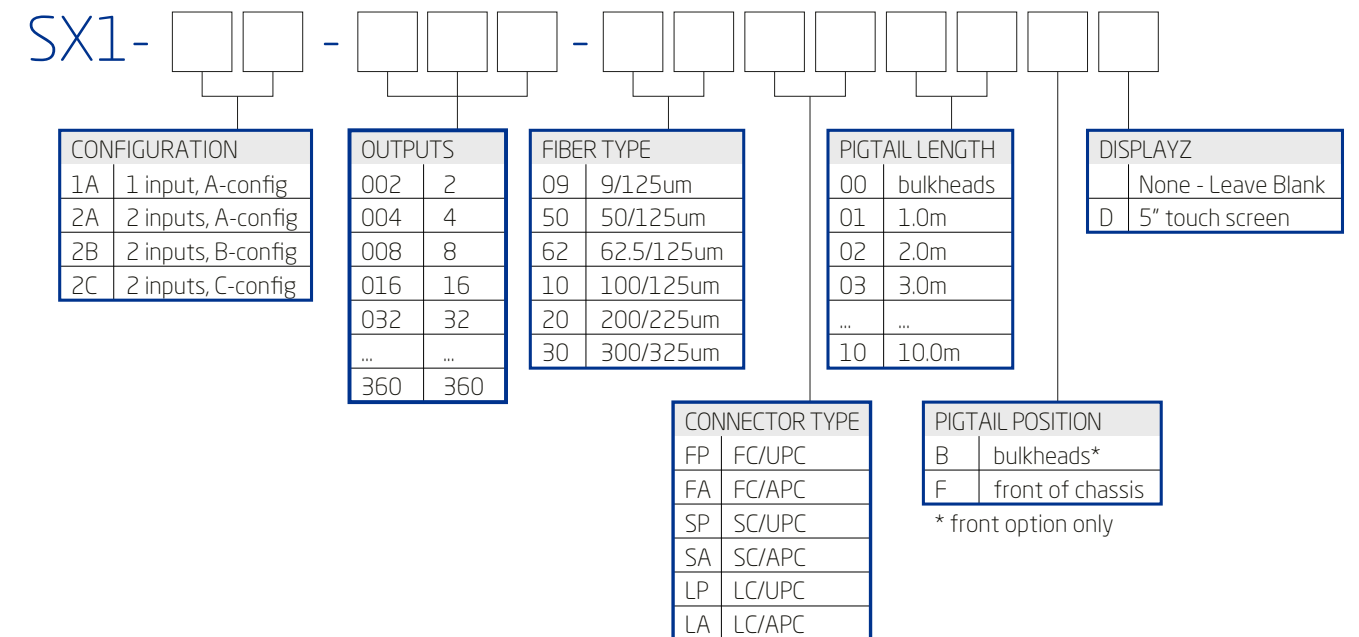 SX1- - -
CONFIGURATION
1A 1 input, A-config
2A 2 inputs, A-config
2B 2 inputs, B-config
2C 2 inputs, C-config
OUTPUTS
002 2
004 4
008 8
016 16
032 32
... ...
360 360
FIBER TYPE
09 9/125um
50 50/125um
62 62.5/125um
10 100/125um
20 200/225um
30 300/325um
PIGTAIL LENGTH
00 bulkheads
01 1.0m
02 2.0m
03 3.0m
... ...
10 10.0m
DISPLAYZ
None - Leave Blank
D 5" touch screen
CONNECTOR TYPE
FP FC/UPC
FA FC/APC
SP SC/UPC
SA SC/APC
LP LC/UPC
LA LC/APC
PIGTAIL POSITION
B bulkheads*
F front of chassis
* front option only